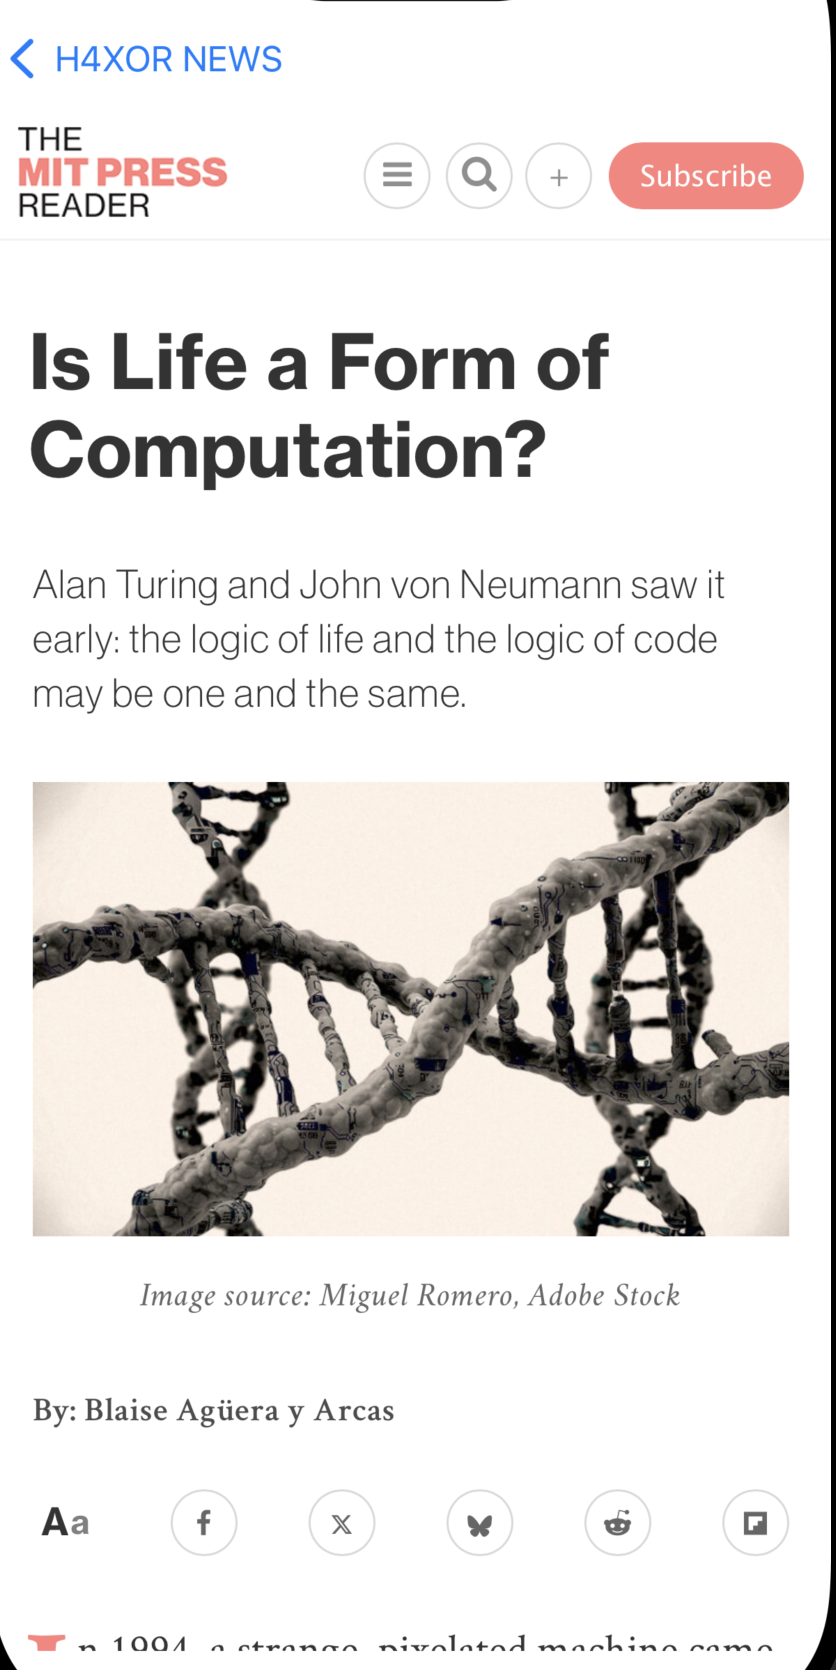 H4XOR NEWS
THE
MIT PRESS
READER
+
Subscribe
Is Life a Form of
Computation?
Alan Turing and John von Neumann saw it
early: the logic of life and the logic of code
may be one and the same.
Image source: Miguel Romero, Adobe Stock
By: Blaise Agüera y Arcas
Aa
In 1994, a strange, pixelated machine came